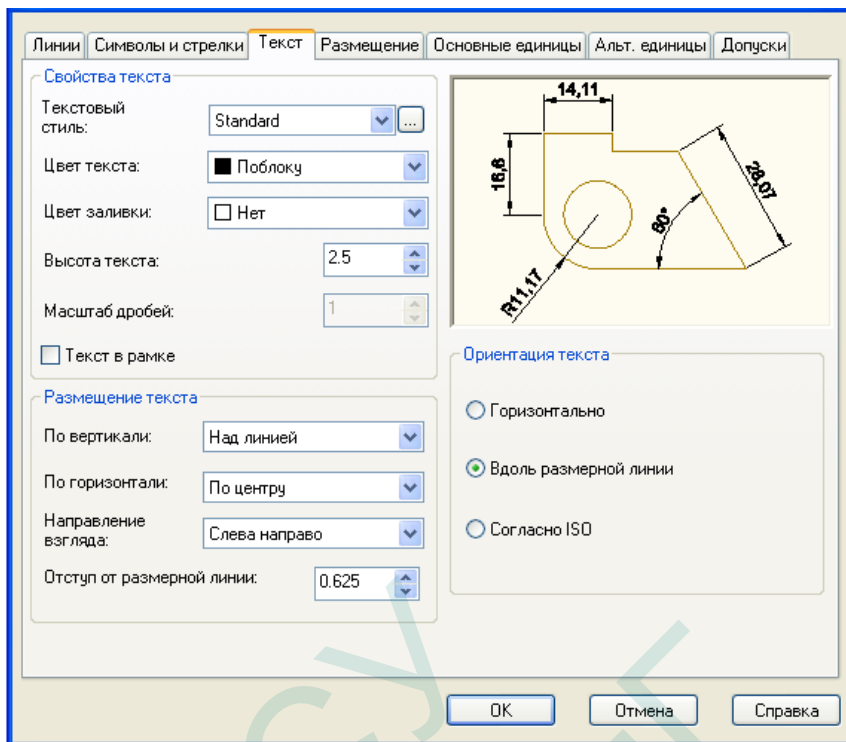 Линии Символы и стрелки Текст Размещение Основные единицы Альт. единицы Допуски
Свойства текста
Текстовый
стиль:
Standard
...
Цвет текста:
Поблоку
Цвет заливки:
Нет
Высота текста:
2.5
Масштаб дробей:
1
Текст в рамке
Размещение текста
По вертикали:
Над линией
По горизонтали:
По центру
Направление
взгляда:
Слева направо
Отступ от размерной линии:
0.625
14,11
16,6
28,07
60°
R11,17
Ориентация текста
Горизонтально
Вдоль размерной линии
Согласно ISO
OK
Отмена
Справка